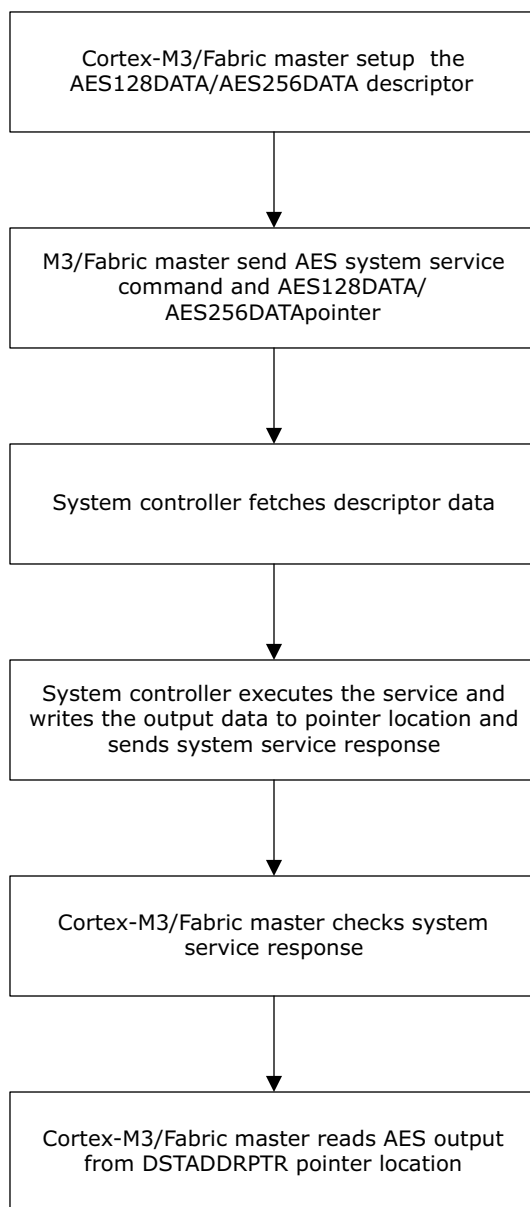 Cortex-M3/Fabric master setup  the
AES128DATA/AES256DATA descriptor
M3/Fabric master send AES system service
command and AES128DATA/
AES256DATApointer
System controller fetches descriptor data
System controller executes the service and
writes the output data to pointer location and
sends system service response
Cortex-M3/Fabric master checks system
service response
Cortex-M3/Fabric master reads AES output
from DSTADDRPTR pointer location